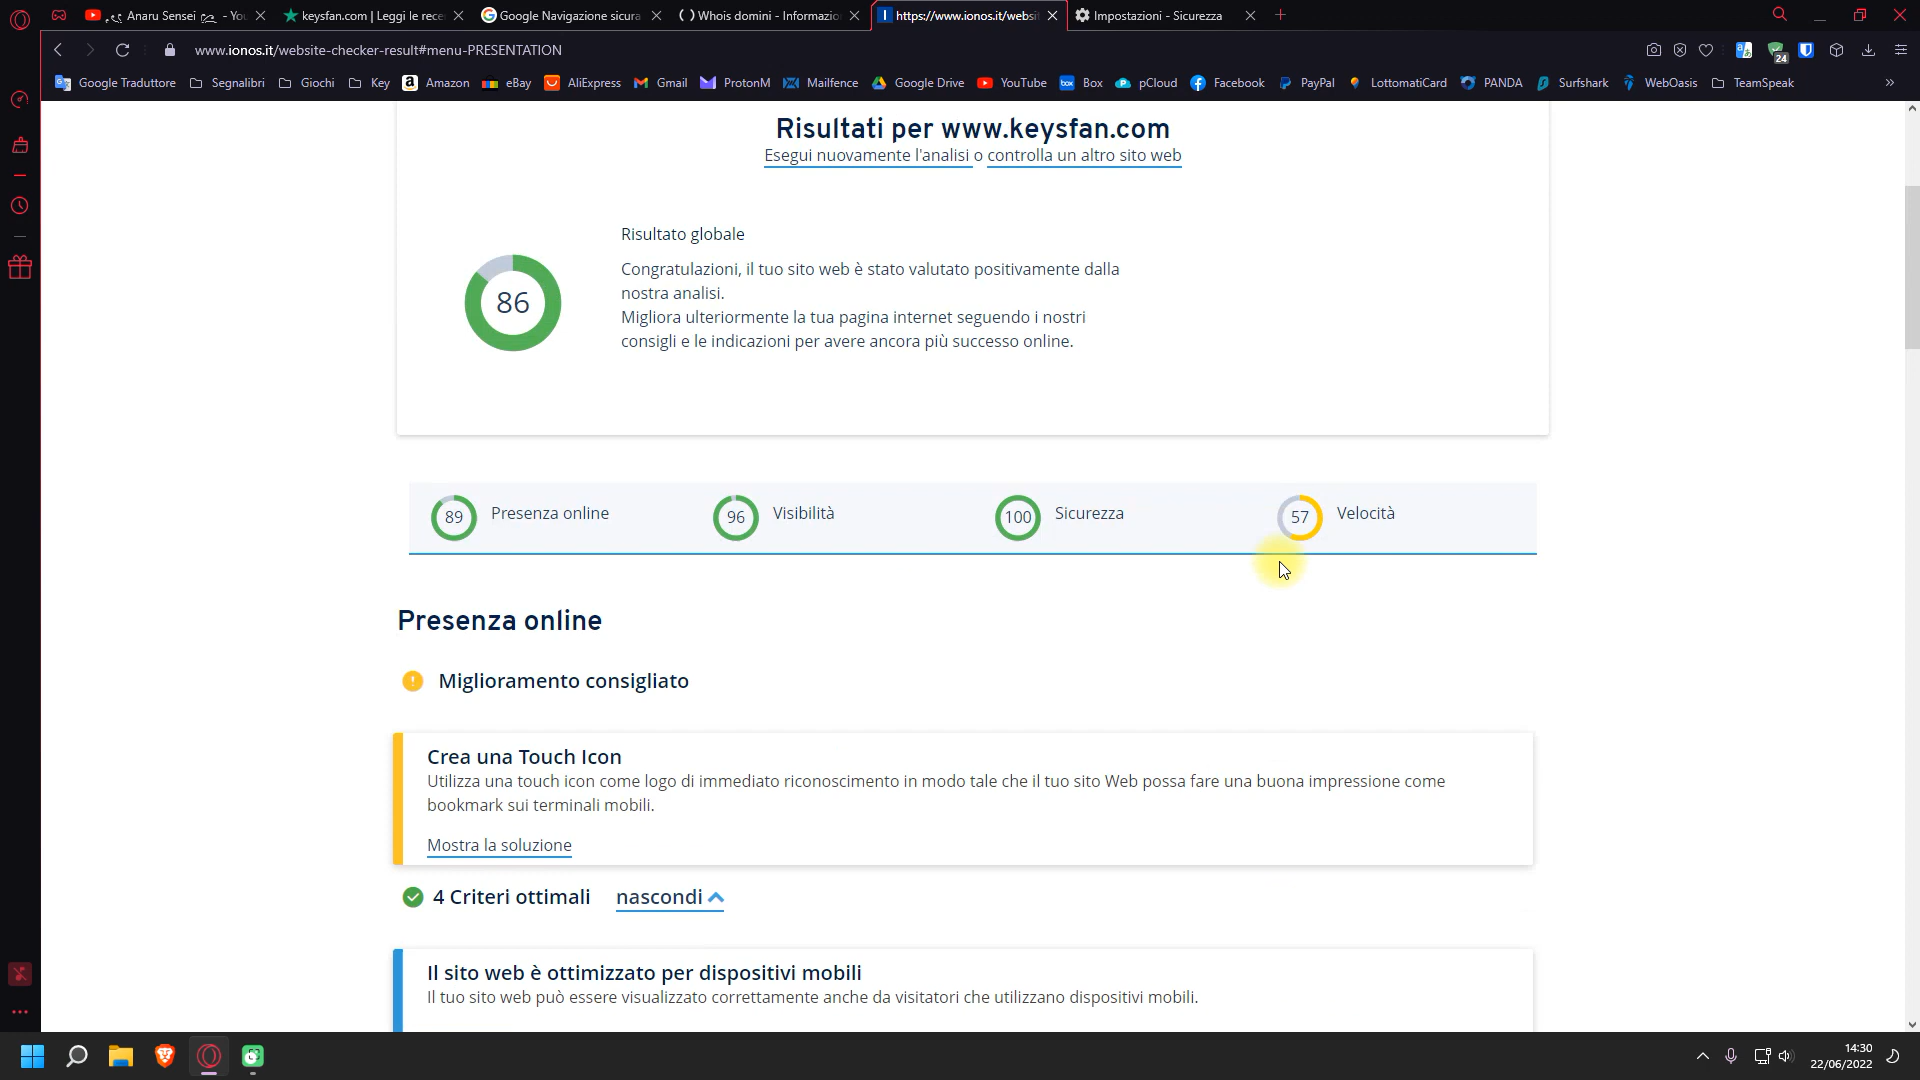 Anaru Sensei
- You
keysfan.com | Leggi le rece
Google Navigazione sicura
Whois domini - Informazio
https://www.ionos.it/websit
Impostazioni - Sicurezza
www.ionos.it/website-checker-result#menu-PRESENTATION
24
Google Traduttore
Segnalibri
Giochi
Key
Amazon
eBay
AliExpress
Gmail
ProtonM
Mailfence
Google Drive
YouTube
box
Box
pCloud
Facebook
PayPal
LottomatiCard
PANDA
Surfshark
WebOasis
TeamSpeak
Risultati per www.keysfan.com
Esegui nuovamente l'analisi o controlla un altro sito web
Risultato globale
86
Congratulazioni, il tuo sito web è stato valutato positivamente dalla
nostra analisi.
Migliora ulteriormente la tua pagina internet seguendo i nostri
consigli e le indicazioni per avere ancora più successo online.
89 Presenza online
96 Visibilità
100 Sicurezza
57 Velocità
Presenza online
Miglioramento consigliato
Crea una Touch Icon
Utilizza una touch icon come logo di immediato riconoscimento in modo tale che il tuo sito Web possa fare una buona impressione come
bookmark sui terminali mobili.
Mostra la soluzione
4 Criteri ottimali nascondi
Il sito web è ottimizzato per dispositivi mobili
Il tuo sito web può essere visualizzato correttamente anche da visitatori che utilizzano dispositivi mobili.
14:30
22/06/2022